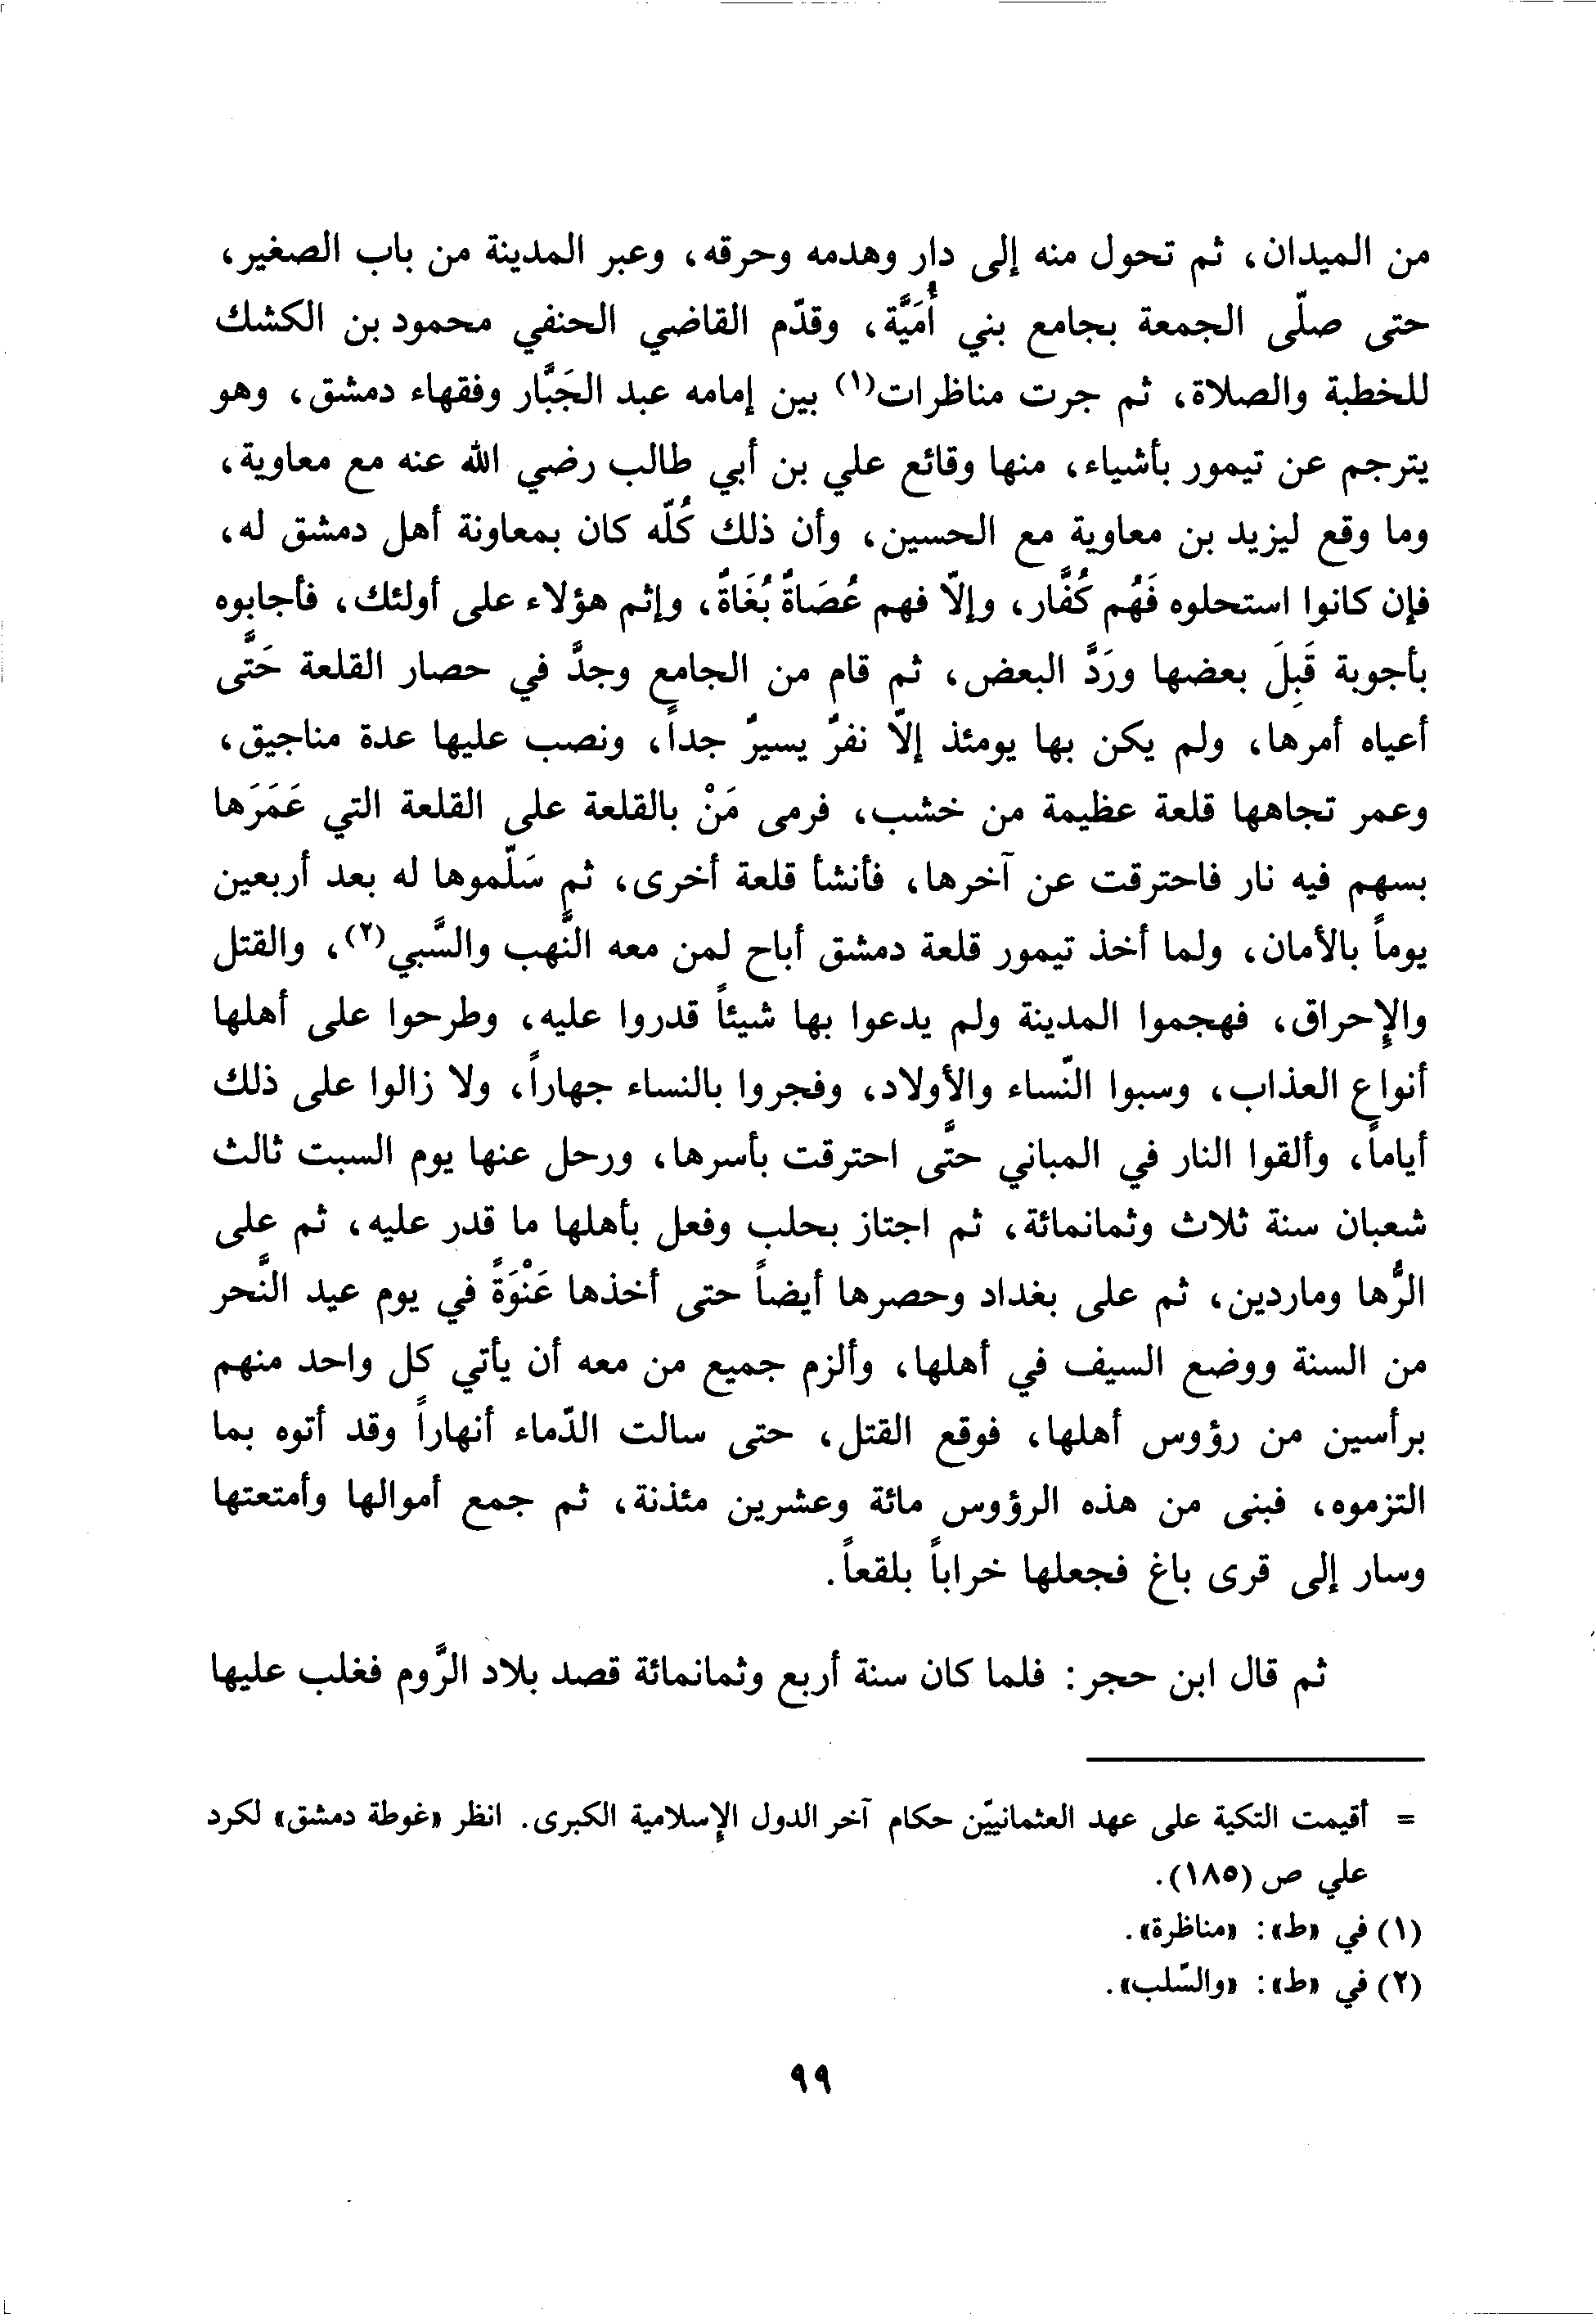 من الميدان، ثم تحول منه إلى دار وهدمه وحرقه، وعبر المدينة من باب الصغير،
حتى صلّى الجمعة بجامع بني أُمَيَّة، وقدّم القاضي الحنفي محمود بن الكشك
للخطبة والصلاة، ثم جرت مناظرات(١) بين إمامه عبد الجَبَّار وفقهاء دمشق، وهو
يترجم عن تيمور بأشياء، منها وقائع علي بن أبي طالب رضي الله عنه مع معاوية،
وما وقع ليزيد بن معاوية مع الحسين، وأن ذلك كُلّه كان بمعاونة أهل دمشق له،
فإن كانوا استحلوه فَهُم كُفَّار، وإلّا فهم عُصَاةٌ بُغَاةٌ، وإثم هؤلاء على أولئك، فأجابوه
بأجوبة قَبِلَ بعضها ورَدَّ البعض، ثم قام من الجامع وجدَّ في حصار القلعة حَتَّى
أعياه أمرها، ولم يكن بها يومئذ إلّا نفرٌ يسيرٌ جداً، ونصب عليها عدة مناجيق،
وعمر تجاهها قلعة عظيمة من خشب، فرمى مَنْ بالقلعة على القلعة التي عَمَرَها
بسهم فيه نار فاحترقت عن آخرها، فأنشأ قلعة أخرى، ثم سَلّموها له بعد أربعين
يوماً بالأمان، ولما أخذ تيمور قلعة دمشق أباح لمن معه النَّهب والسَّبي(٢)، والقتل
والإحراق، فهجموا المدينة ولم يدعوا بها شيئاً قدروا عليه، وطرحوا على أهلها
أنواع العذاب، وسبوا النّساء والأولاد، وفجروا بالنساء جهاراً، ولا زالوا على ذلك
أياماً، وألقوا النار في المباني حتَّى احترقت بأسرها، ورحل عنها يوم السبت ثالث
شعبان سنة ثلاث وثمانمائة، ثم اجتاز بحلب وفعل بأهلها ما قدر عليه، ثم على
الرُّها وماردين، ثم على بغداد وحصرها أيضاً حتى أخذها عَنْوَةً في يوم عيد النَّحر
من السنة ووضع السيف في أهلها، وألزم جميع من معه أن يأتي كل واحد منهم
برأسين من رؤوس أهلها، فوقع القتل، حتى سالت الدّماء أنهاراً وقد أتوه بما
التزموه، فبنى من هذه الرؤوس مائة وعشرين مئذنة، ثم جمع أموالها وأمتعتها
وسار إلى قرى باغ فجعلها خراباً بلقعاً.
ثم قال ابن حجر: فلما كان سنة أربع وثمانمائة قصد بلاد الرَّوم فغلب عليها
= أقيمت التكية على عهد العثمانيّين حكام آخر الدول الإسلامية الكبرى. انظر «غوطة دمشق» لكرد
علي ص (١٨٥).
(١) في «ط»: «مناظرة».
(٢) في «ط»: «والسّلب».
٩٩